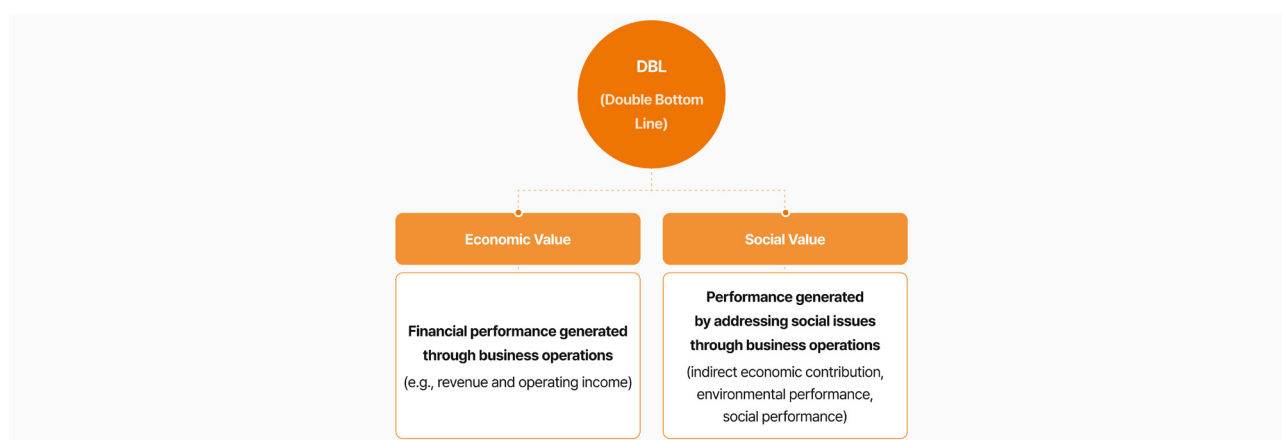 DBL
(Double Bottom
Line)
Economic Value
Social Value
Financial performance generated
through business operations
(e.g., revenue and operating income)
Performance generated
by addressing social issues
through business operations
(indirect economic contribution,
environmental performance,
social performance)